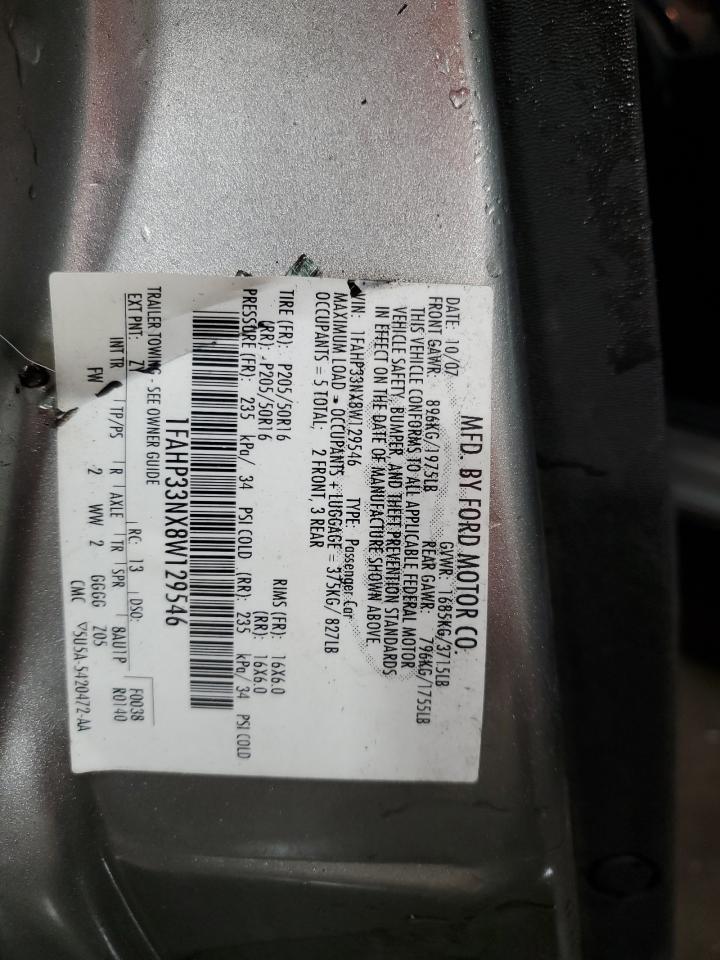 MFD. BY FORD MOTOR CO.
DATE: 10/07 GVWR: 1685KG/3715LB
FRONT GAWR: 896KG/1975LB REAR GAWR: 796KG/1755LB
THIS VEHICLE CONFORMS TO ALL APPLICABLE FEDERAL MOTOR
VEHICLE SAFETY, BUMPER, AND THEFT PREVENTION STANDARDS
IN EFFECT ON THE DATE OF MANUFACTURE SHOWN ABOVE.
VIN: 1FAHP33NX8W129546 TYPE: Passenger Car
MAXIMUM LOAD = OCCUPANTS + LUGGAGE = 375KG/ 827LB
OCCUPANTS = 5 TOTAL; 2 FRONT, 3 REAR
TIRE (FR): P205/50R16 RIMS (FR): 16X6.0
(RR): P205/50R16 (RR): 16X6.0
PRESSURE (FR): 235 kPa/ 34 PSI COLD (RR): 235 kPa/ 34 PSI COLD
1FAHP33NX8W129546
TRAILER TOWING - SEE OWNER GUIDE
EXT PNT: ZY RC: 13 DSO: F0038
INT TR TP/PS R AXLE TR SPR 8AU1P R0140
FW 2 WW 2 GGGG Z05
CMC ▽5U5A-5420472-AA